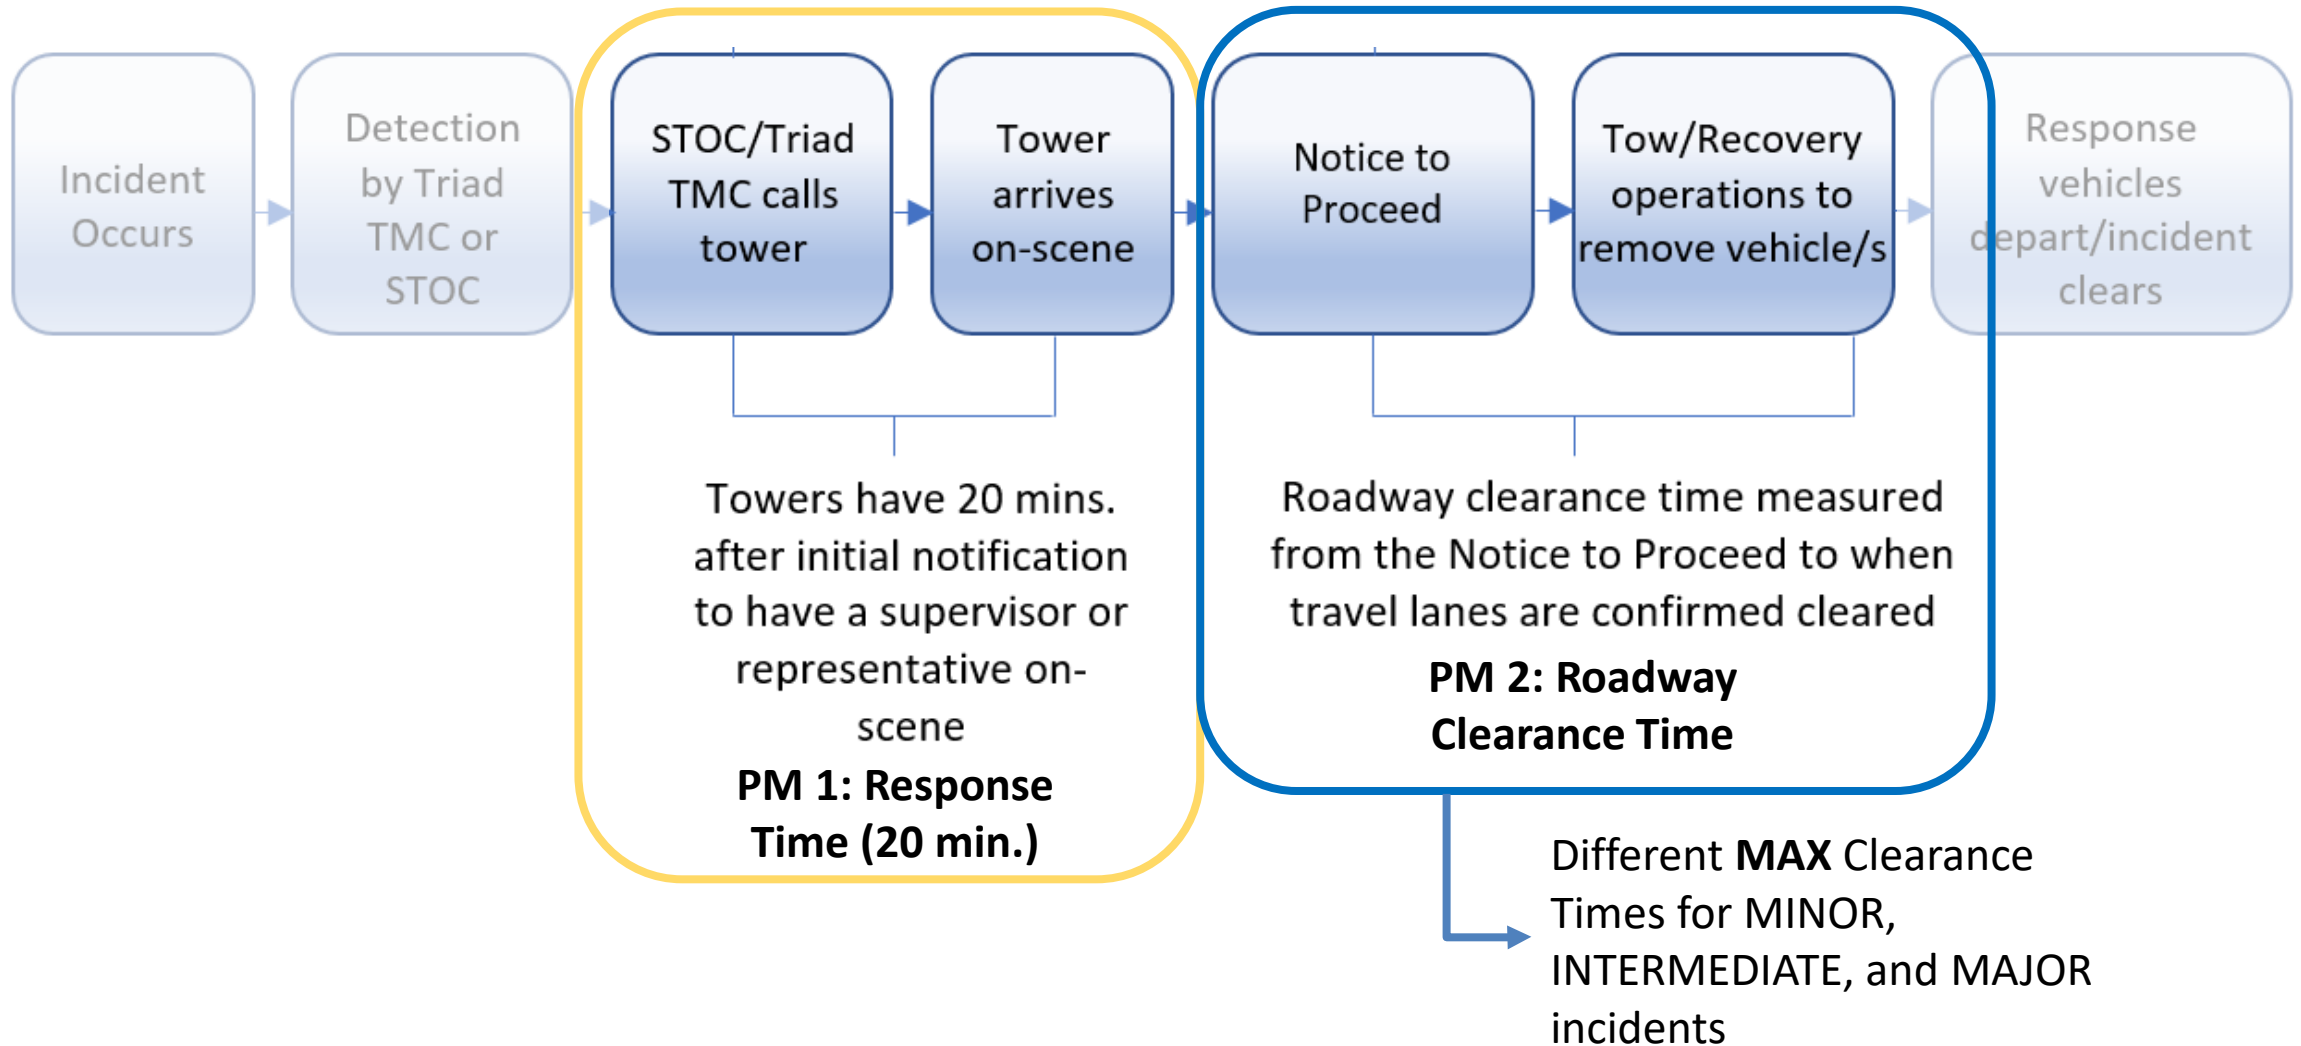 Incident
Occurs
Detection
by Triad
TMC or
STOC
STOC/Triad
TMC calls
tower
Tower
arrives
on-scene
Notice to
Proceed
Tow/Recovery
operations to
remove vehicle/s
Response
vehicles
depart/incident
clears
Towers have 20 mins.
after initial notification
to have a supervisor or
representative on-
scene
PM 1: Response
Time (20 min.)
Roadway clearance time measured
from the Notice to Proceed to when
travel lanes are confirmed cleared
PM 2: Roadway
Clearance Time
Different MAX Clearance
Times for MINOR,
INTERMEDIATE, and MAJOR
incidents